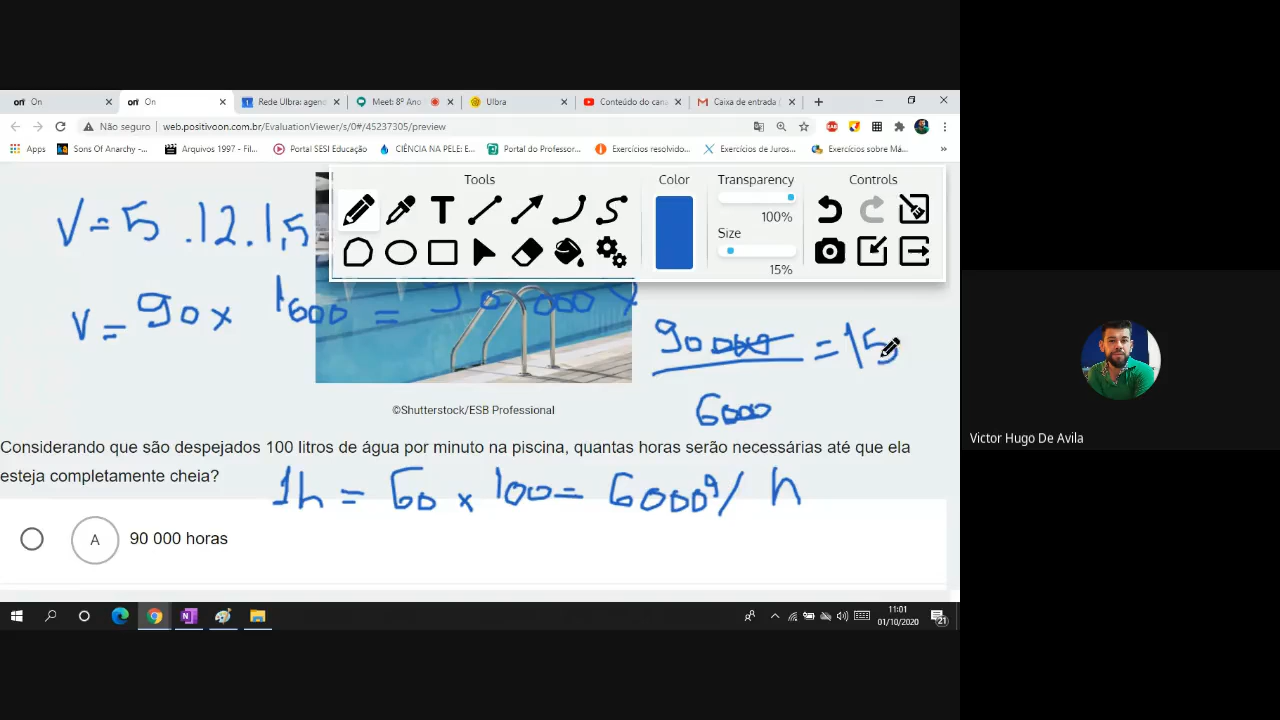 On
On
Rede Ulbra: agend
Meet: 8º Ano
Ulbra
Conteúdo do cana
Caixa de entrada (
Não seguro
web.positivoon.com.br/EvaluationViewer/s/0#/45237305/preview
Apps
Sons Of Anarchy -...
Arquivos 1997 - Fil...
Portal SESI Educação
CIÊNCIA NA PELE: E...
Portal do Professor...
Exercícios resolvido...
Exercícios de Juros...
Exercícios sobre Má...
»
Tools
Color
Transparency
Controls
100%
Size
15%
V = 5 . 12 . 1,5
V = 90 x 1000 = 90 000
90000
= 15
6000
©Shutterstock/ESB Professional
Considerando que são despejados 100 litros de água por minuto na piscina, quantas horas serão necessárias até que ela
esteja completamente cheia?
1h = 60 x 100 = 6000 / h
A
90 000 horas
11:01
01/10/2020
21
Victor Hugo De Avila